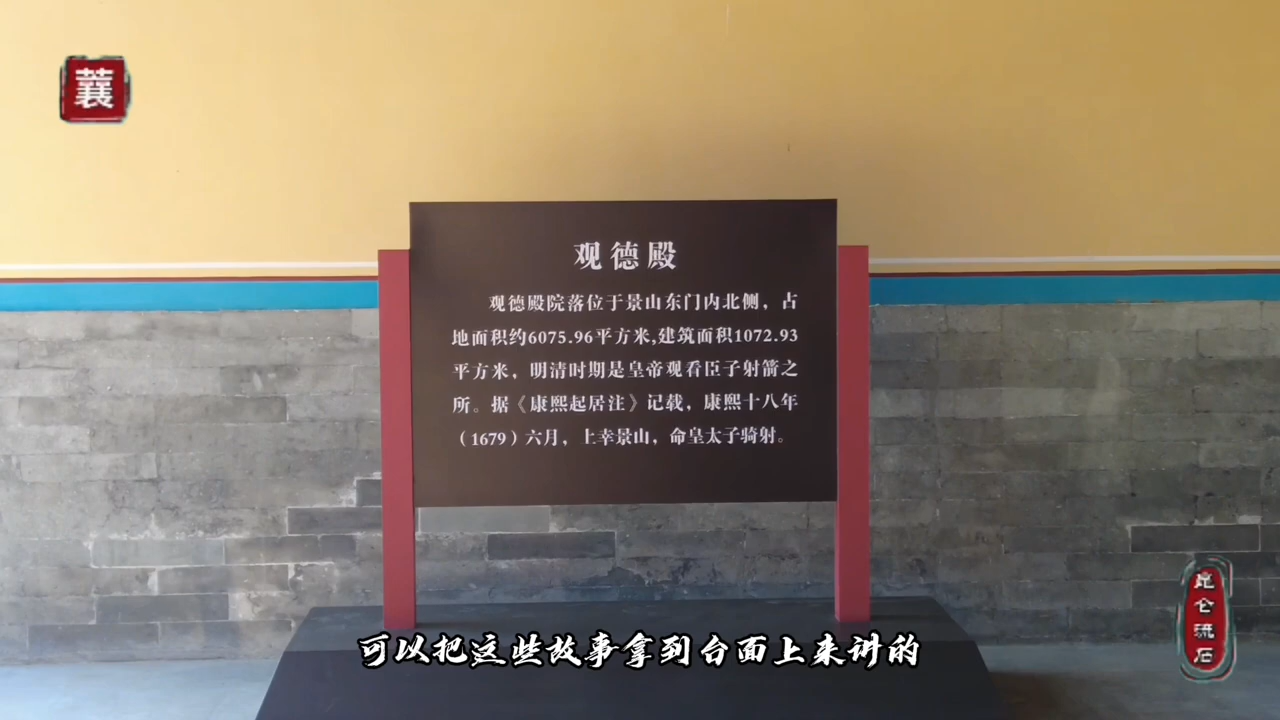 蘘
观德殿
观德殿院落位于景山东门内北侧，占
地面积约6075.96平方米,建筑面积1072.93
平方米，明清时期是皇帝观看臣子射箭之
所。据《康熙起居注》记载，康熙十八年
（1679）六月，上幸景山，命皇太子骑射。
昆仑琉石
可以把这些故事拿到台面上来讲的